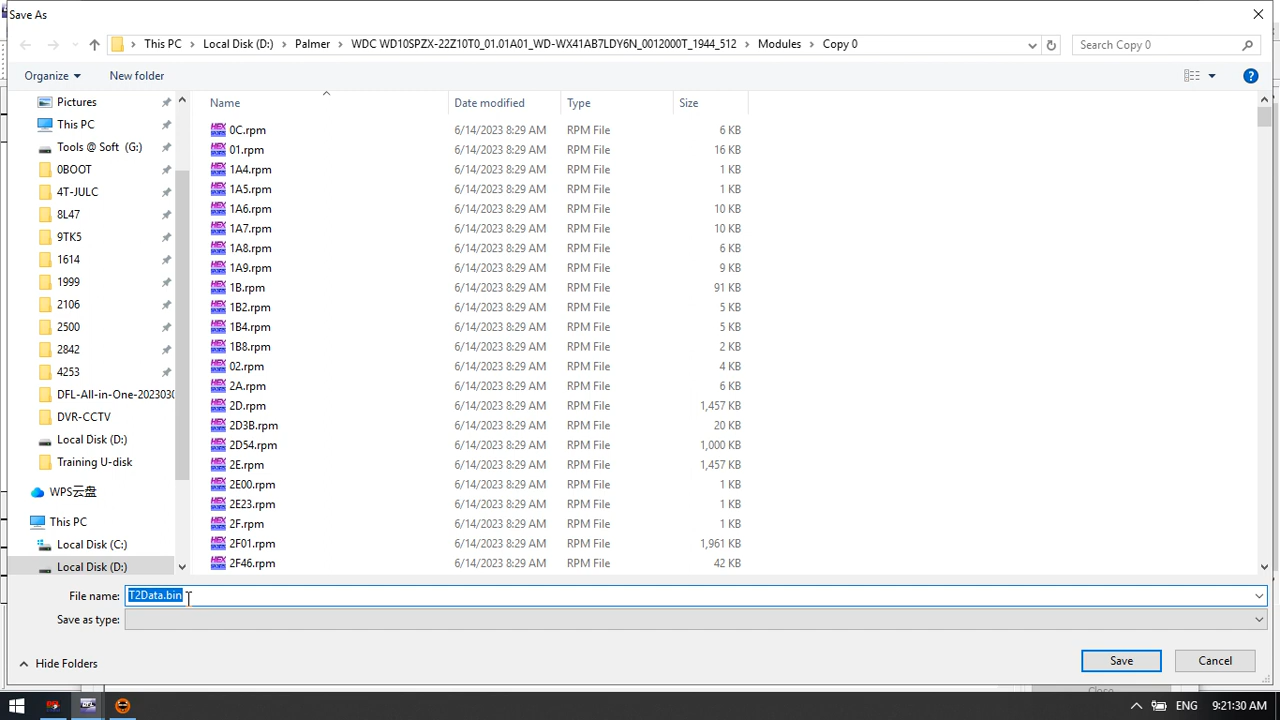 Save As
This PC
Local Disk (D:)
Palmer
WDC WD10SPZX-22Z10T0_01.01A01_WD-WX41AB7LDY6N_0012000T_1944_512
Modules
Copy 0
Search Copy 0
Organize
New folder
Pictures
This PC
Tools @ Soft (G:)
0BOOT
4T-JULC
8L47
9TK5
1614
1999
2106
2500
2842
4253
DFL-All-in-One-2023030
DVR-CCTV
Local Disk (D:)
Training U-disk
WPS云盘
This PC
Local Disk (C:)
Local Disk (D:)
Name Date modified Type Size
0C.rpm 6/14/2023 8:29 AM RPM File 6 KB
01.rpm 6/14/2023 8:29 AM RPM File 16 KB
1A4.rpm 6/14/2023 8:29 AM RPM File 1 KB
1A5.rpm 6/14/2023 8:29 AM RPM File 1 KB
1A6.rpm 6/14/2023 8:29 AM RPM File 10 KB
1A7.rpm 6/14/2023 8:29 AM RPM File 10 KB
1A8.rpm 6/14/2023 8:29 AM RPM File 6 KB
1A9.rpm 6/14/2023 8:29 AM RPM File 9 KB
1B.rpm 6/14/2023 8:29 AM RPM File 91 KB
1B2.rpm 6/14/2023 8:29 AM RPM File 5 KB
1B4.rpm 6/14/2023 8:29 AM RPM File 5 KB
1B8.rpm 6/14/2023 8:29 AM RPM File 2 KB
02.rpm 6/14/2023 8:29 AM RPM File 4 KB
2A.rpm 6/14/2023 8:29 AM RPM File 6 KB
2D.rpm 6/14/2023 8:29 AM RPM File 1,457 KB
2D3B.rpm 6/14/2023 8:29 AM RPM File 20 KB
2D54.rpm 6/14/2023 8:29 AM RPM File 1,000 KB
2E.rpm 6/14/2023 8:29 AM RPM File 1,457 KB
2E00.rpm 6/14/2023 8:29 AM RPM File 1 KB
2E23.rpm 6/14/2023 8:29 AM RPM File 1 KB
2F.rpm 6/14/2023 8:29 AM RPM File 1 KB
2F01.rpm 6/14/2023 8:29 AM RPM File 1,961 KB
2F46.rpm 6/14/2023 8:29 AM RPM File 42 KB
File name: T2Data.bin
Save as type:
Hide Folders
Save
Cancel
Close
ENG
9:21:30 AM